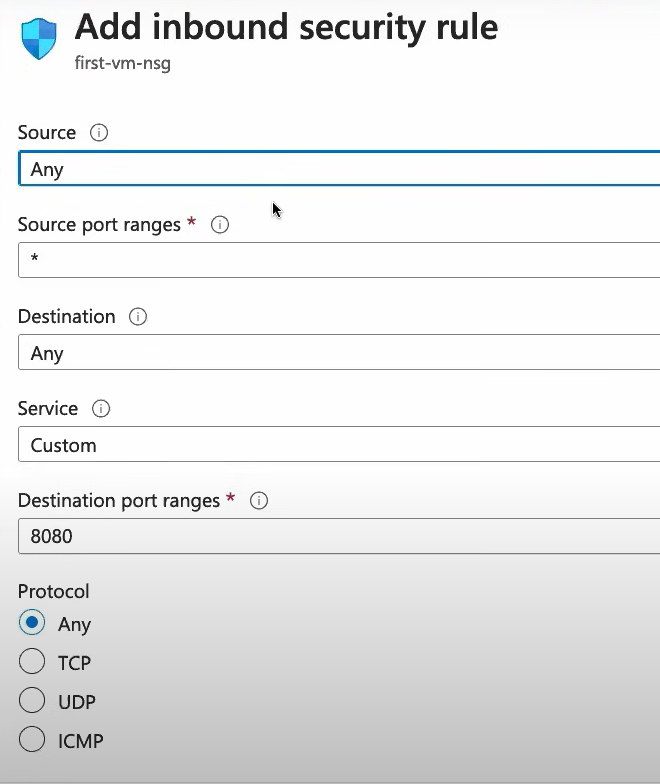 Add inbound security rule
first-vm-nsg
Source
Any
Source port ranges *
*
Destination
Any
Service
Custom
Destination port ranges *
8080
Protocol
Any
TCP
UDP
ICMP